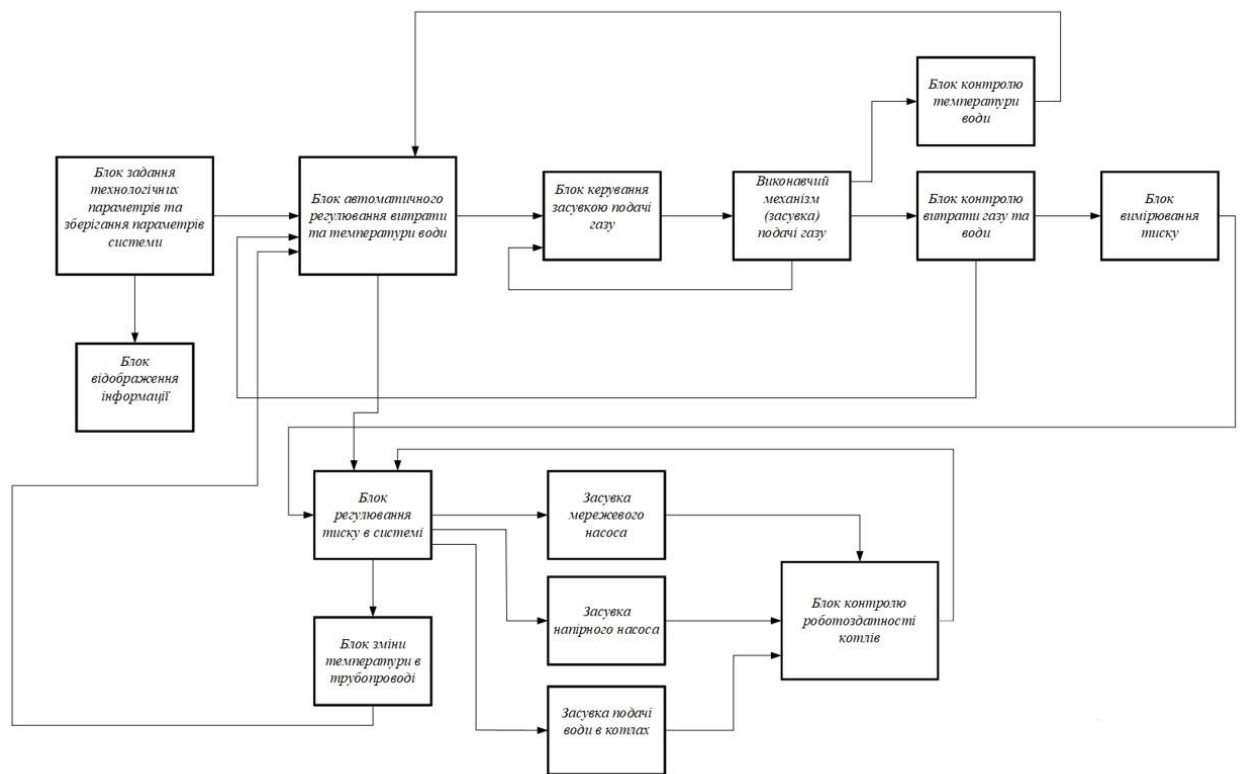 Блок контролю
температури
води
Блок задання
технологічних
параметрів та
зберігання параметрів
системи
Блок автоматичного
регулювання витрати
та температури води
Блок керування
засувкою подачі
газу
Виконавчий
механізм
(засувка)
подачі газу
Блок контролю
витрати газу та
води
Блок
вимірювання
тиску
Блок
відображення
інформації
Блок
регулювання
тиску в системі
Засувка
мережевого
насоса
Засувка
напірного насоса
Блок контролю
роботоздатності
котлів
Блок зміни
температури в
трубопроводі
Засувка подачі
води в котлах